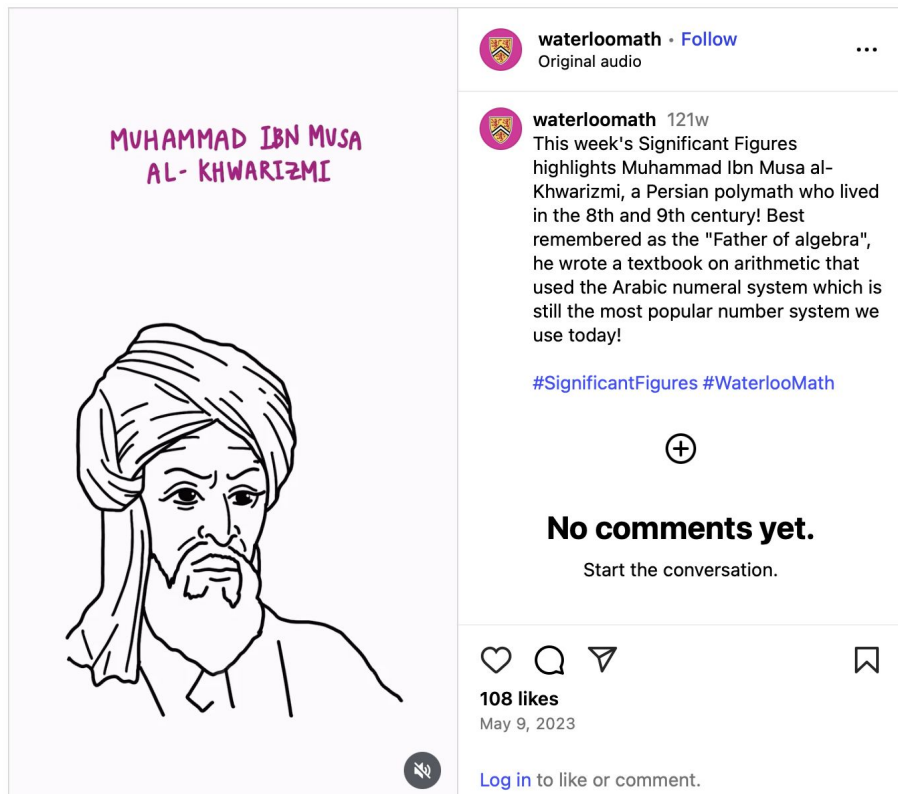 MUHAMMAD IBN MUSA
AL- KHWARIZMI
waterloomath • Follow
Original audio
waterloomath 121w
This week's Significant Figures
highlights Muhammad Ibn Musa al-
Khwarizmi, a Persian polymath who lived
in the 8th and 9th century! Best
remembered as the "Father of algebra",
he wrote a textbook on arithmetic that
used the Arabic numeral system which is
still the most popular number system we
use today!
#SignificantFigures #WaterlooMath
No comments yet.
Start the conversation.
108 likes
May 9, 2023
Log in to like or comment.